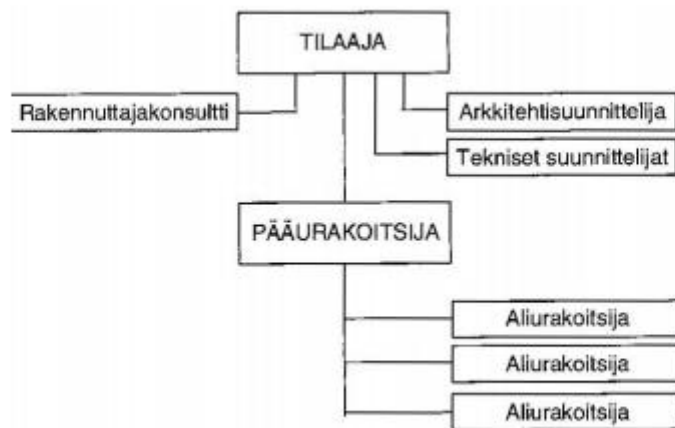 TILAAJA
Rakennuttajakonsultti
Arkkitehtisuunnittelija
Tekniset suunnittelijat
PÄÄURAKOITSIJA
Aliurakoitsija
Aliurakoitsija
Aliurakoitsija